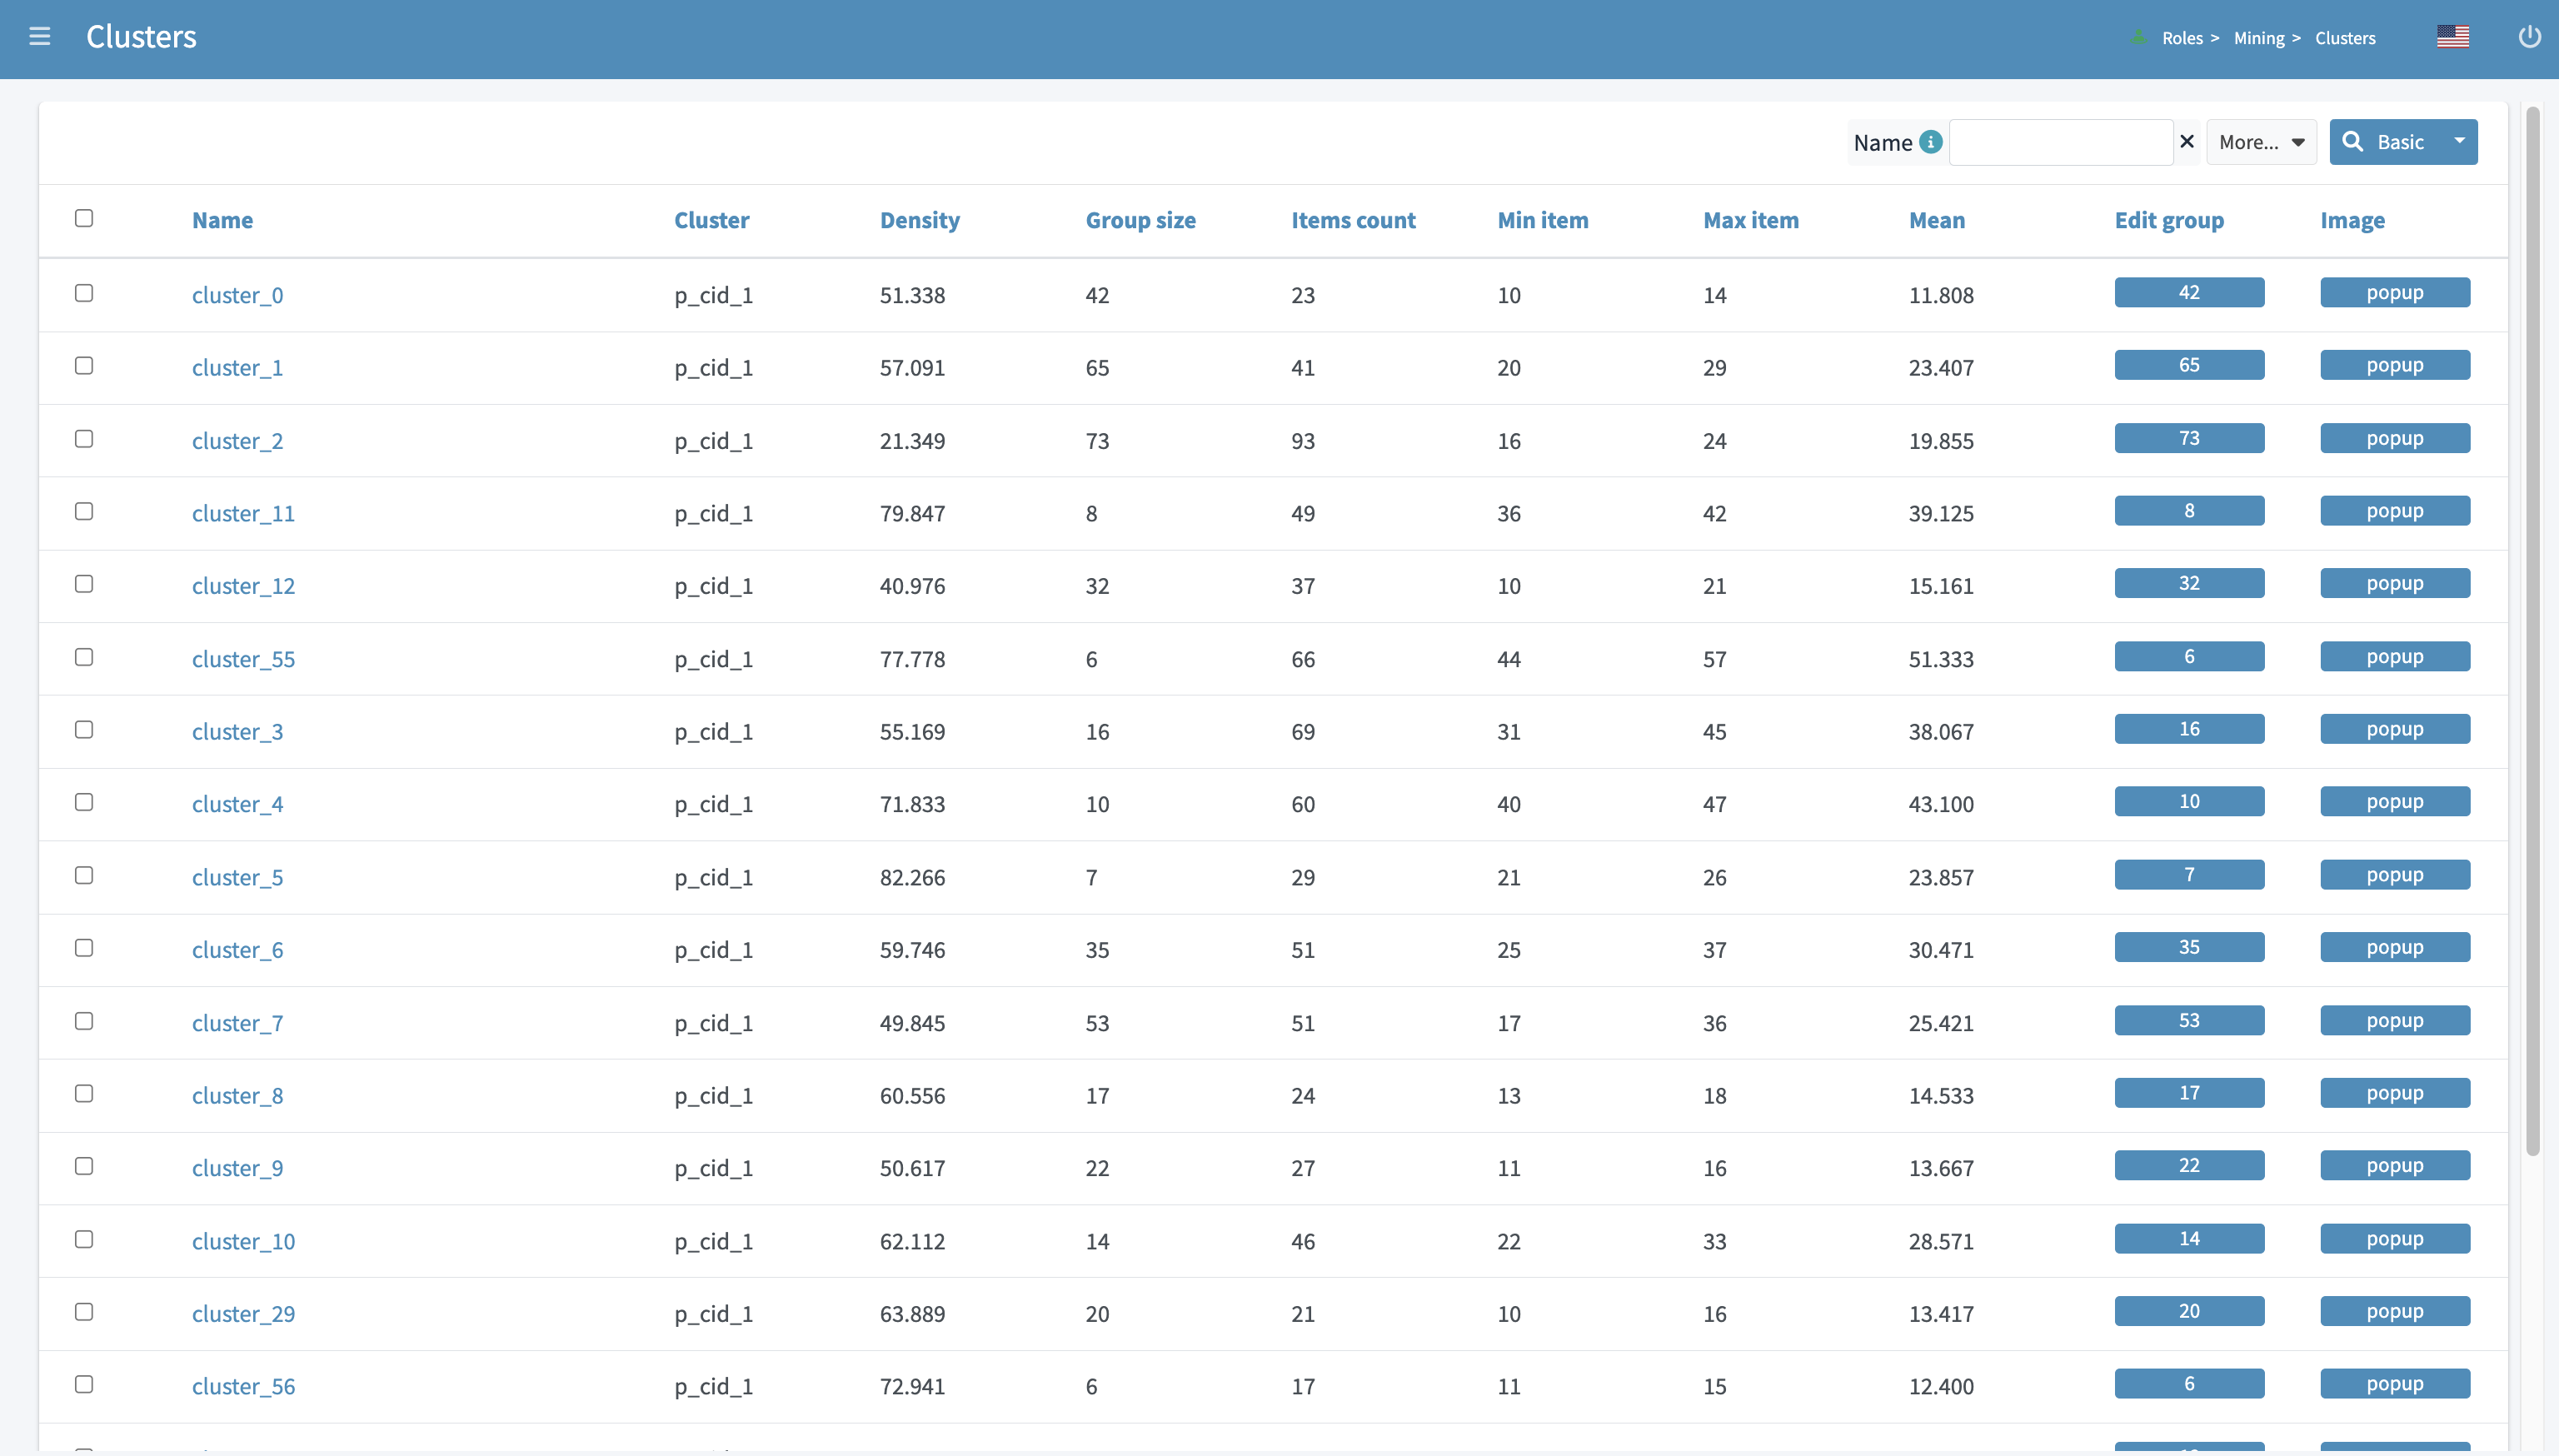 Clusters
Roles > Mining > Clusters
Name More... Basic
Name Cluster Density Group size Items count Min item Max item Mean Edit group Image
cluster_0 p_cid_1 51.338 42 23 10 14 11.808 42 popup
cluster_1 p_cid_1 57.091 65 41 20 29 23.407 65 popup
cluster_2 p_cid_1 21.349 73 93 16 24 19.855 73 popup
cluster_11 p_cid_1 79.847 8 49 36 42 39.125 8 popup
cluster_12 p_cid_1 40.976 32 37 10 21 15.161 32 popup
cluster_55 p_cid_1 77.778 6 66 44 57 51.333 6 popup
cluster_3 p_cid_1 55.169 16 69 31 45 38.067 16 popup
cluster_4 p_cid_1 71.833 10 60 40 47 43.100 10 popup
cluster_5 p_cid_1 82.266 7 29 21 26 23.857 7 popup
cluster_6 p_cid_1 59.746 35 51 25 37 30.471 35 popup
cluster_7 p_cid_1 49.845 53 51 17 36 25.421 53 popup
cluster_8 p_cid_1 60.556 17 24 13 18 14.533 17 popup
cluster_9 p_cid_1 50.617 22 27 11 16 13.667 22 popup
cluster_10 p_cid_1 62.112 14 46 22 33 28.571 14 popup
cluster_29 p_cid_1 63.889 20 21 10 16 13.417 20 popup
cluster_56 p_cid_1 72.941 6 17 11 15 12.400 6 popup